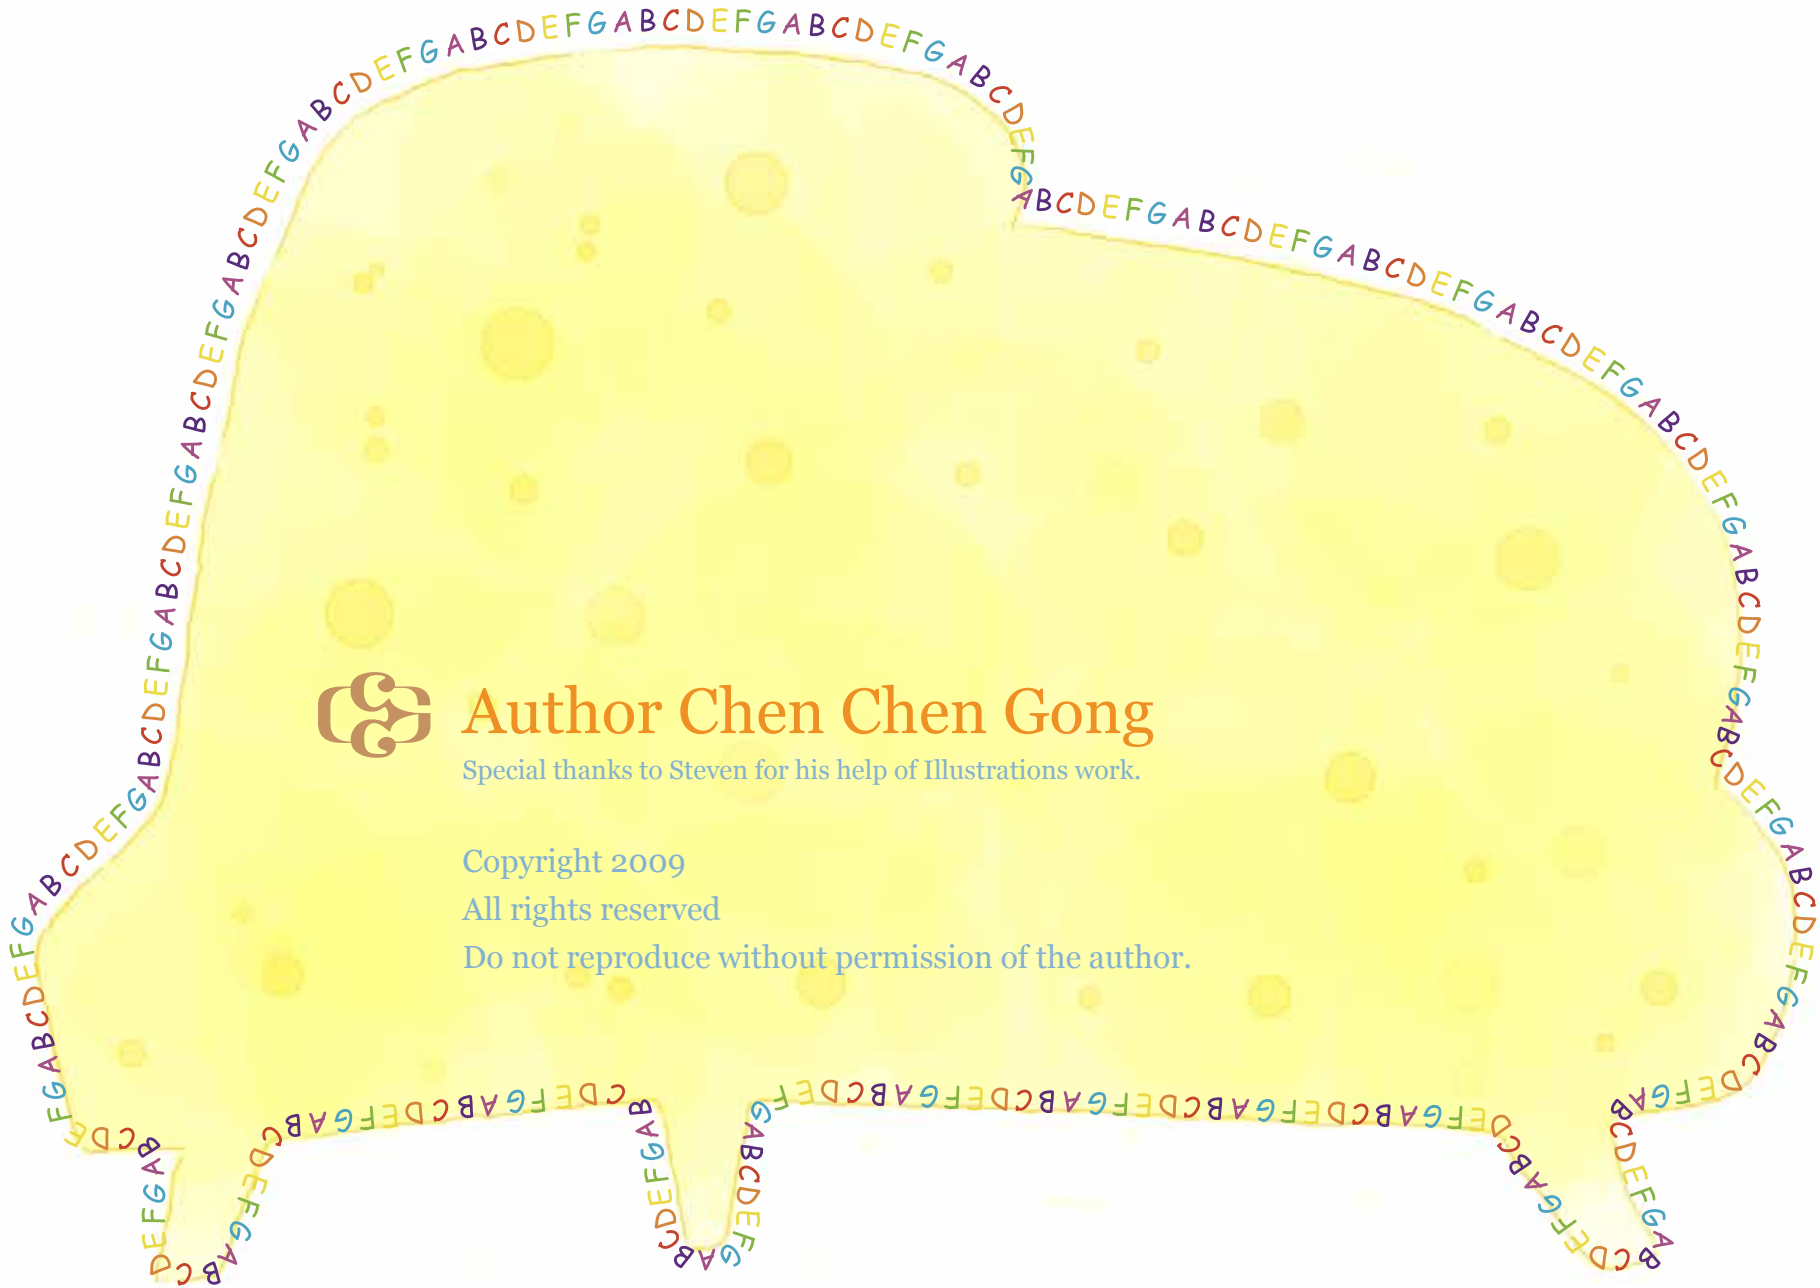 Author Chen Chen Gong
Special thanks to Steven for his help of Illustrations work.
Copyright 2009
All rights reserved
Do not reproduce without permission of the author.